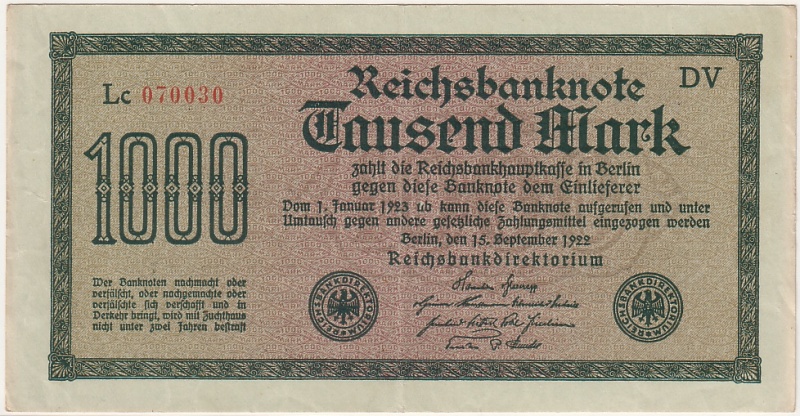 Lc 070030
DV
Reichsbanknote
Tausend Mark
1000
zahlt die Reichsbankhauptkasse in Berlin
gegen diese Banknote dem Einlieferer
Vom 1. Januar 1923 ab kann diese Banknote aufgerufen und unter
Umtausch gegen andere gesetzliche Zahlungsmittel eingezogen werden
Berlin, den 15. September 1922
Reichsbankdirektorium
Wer Banknoten nachmacht oder
verfälscht, oder nachgemachte oder
verfälschte sich verschafft und in
Verkehr bringt, wird mit Zuchthaus
nicht unter zwei Jahren bestraft
REICHSBANKDIREKTORIUM
REICHSBANKDIREKTORIUM